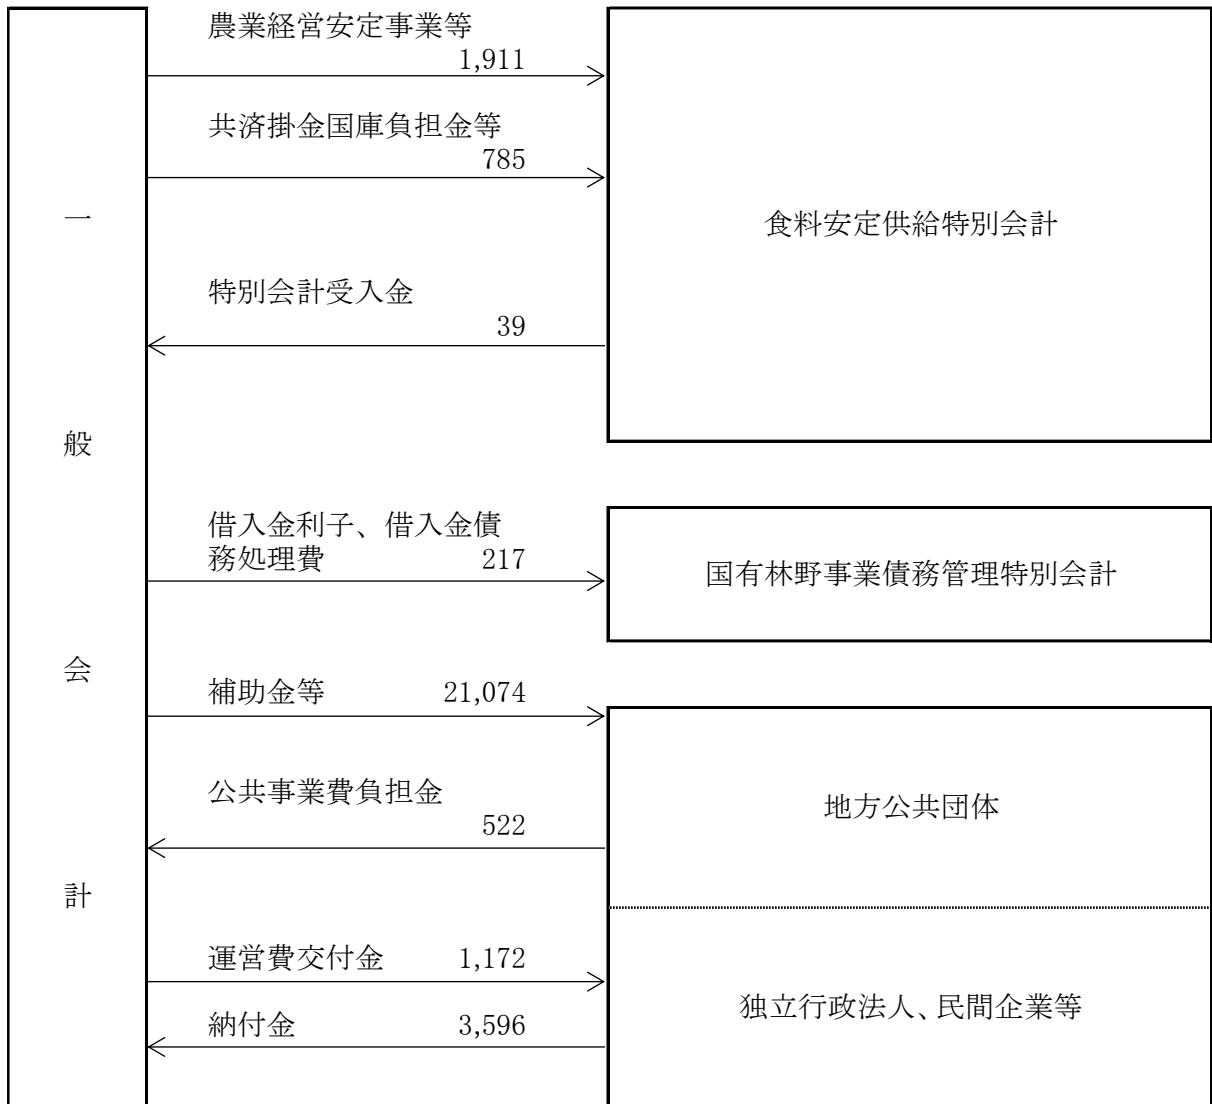 一般会計
農業経営安定事業等
1,911
共済掛金国庫負担金等
785
特別会計受入金
39
食料安定供給特別会計
借入金利子、借入金債
務処理費 217
国有林野事業債務管理特別会計
補助金等 21,074
公共事業費負担金
522
地方公共団体
運営費交付金 1,172
納付金 3,596
独立行政法人、民間企業等